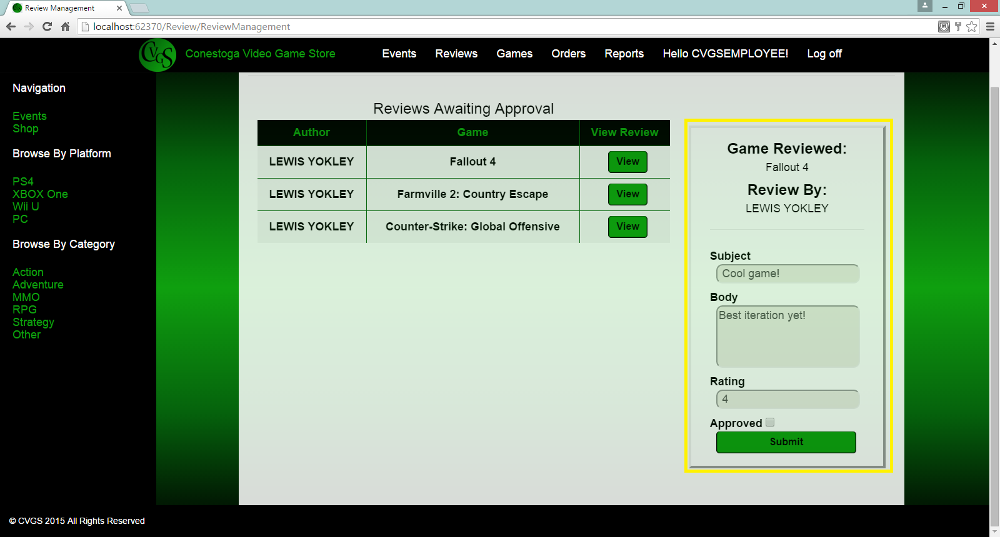 Review Management
localhost:62370/Review/ReviewManagement
CVGS
Conestoga Video Game Store
Events
Reviews
Games
Orders
Reports
Hello CVGSEMPLOYEE!
Log off
Navigation
Events
Shop
Browse By Platform
PS4
XBOX One
Wii U
PC
Browse By Category
Action
Adventure
MMO
RPG
Strategy
Other
Reviews Awaiting Approval
Author Game View Review
LEWIS YOKLEY Fallout 4 View
LEWIS YOKLEY Farmville 2: Country Escape View
LEWIS YOKLEY Counter-Strike: Global Offensive View
Game Reviewed:
Fallout 4
Review By:
LEWIS YOKLEY
Subject
Cool game!
Body
Best iteration yet!
Rating
4
Approved
Submit
© CVGS 2015 All Rights Reserved